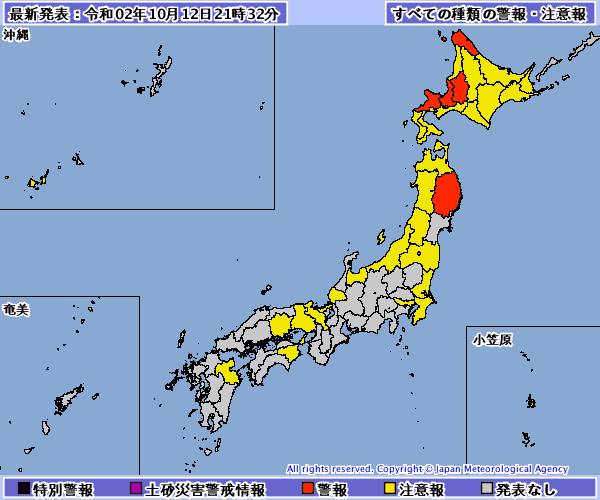 最新発表：令和02年10月12日21時32分
すべての種類の警報・注意報
沖縄
奄美
小笠原
All rights reserved. Copyright © Japan Meteorological Agency
特別警報
土砂災害警戒情報
警報
注意報
発表なし